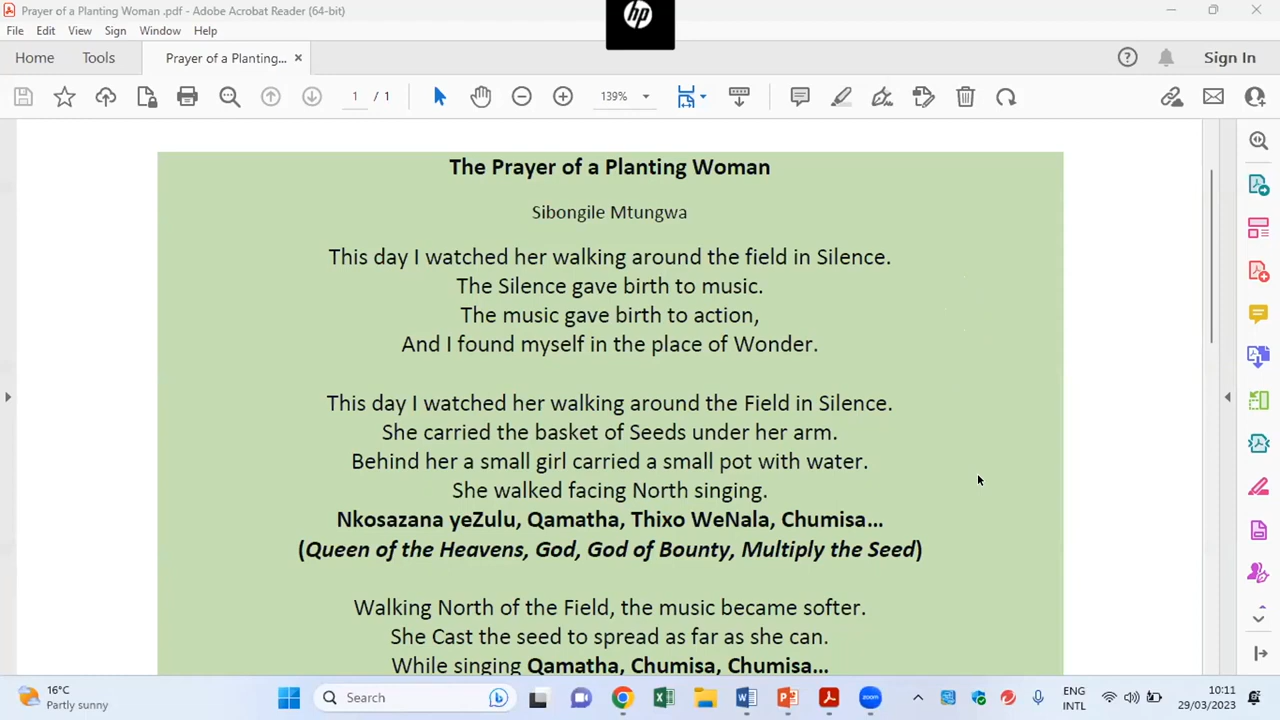 Prayer of a Planting Woman .pdf - Adobe Acrobat Reader (64-bit)
hp
File Edit View Sign Window Help
Home Tools Prayer of a Planting... × Sign In
1 / 1 139%
The Prayer of a Planting Woman
Sibongile Mtungwa
This day I watched her walking around the field in Silence.
The Silence gave birth to music.
The music gave birth to action,
And I found myself in the place of Wonder.
This day I watched her walking around the Field in Silence.
She carried the basket of Seeds under her arm.
Behind her a small girl carried a small pot with water.
She walked facing North singing.
Nkosazana yeZulu, Qamatha, Thixo WeNala, Chumisa...
(Queen of the Heavens, God, God of Bounty, Multiply the Seed)
Walking North of the Field, the music became softer.
She Cast the seed to spread as far as she can.
While singing Qamatha, Chumisa, Chumisa...
16°C
Partly sunny
Search
ENG
INTL
10:11
29/03/2023